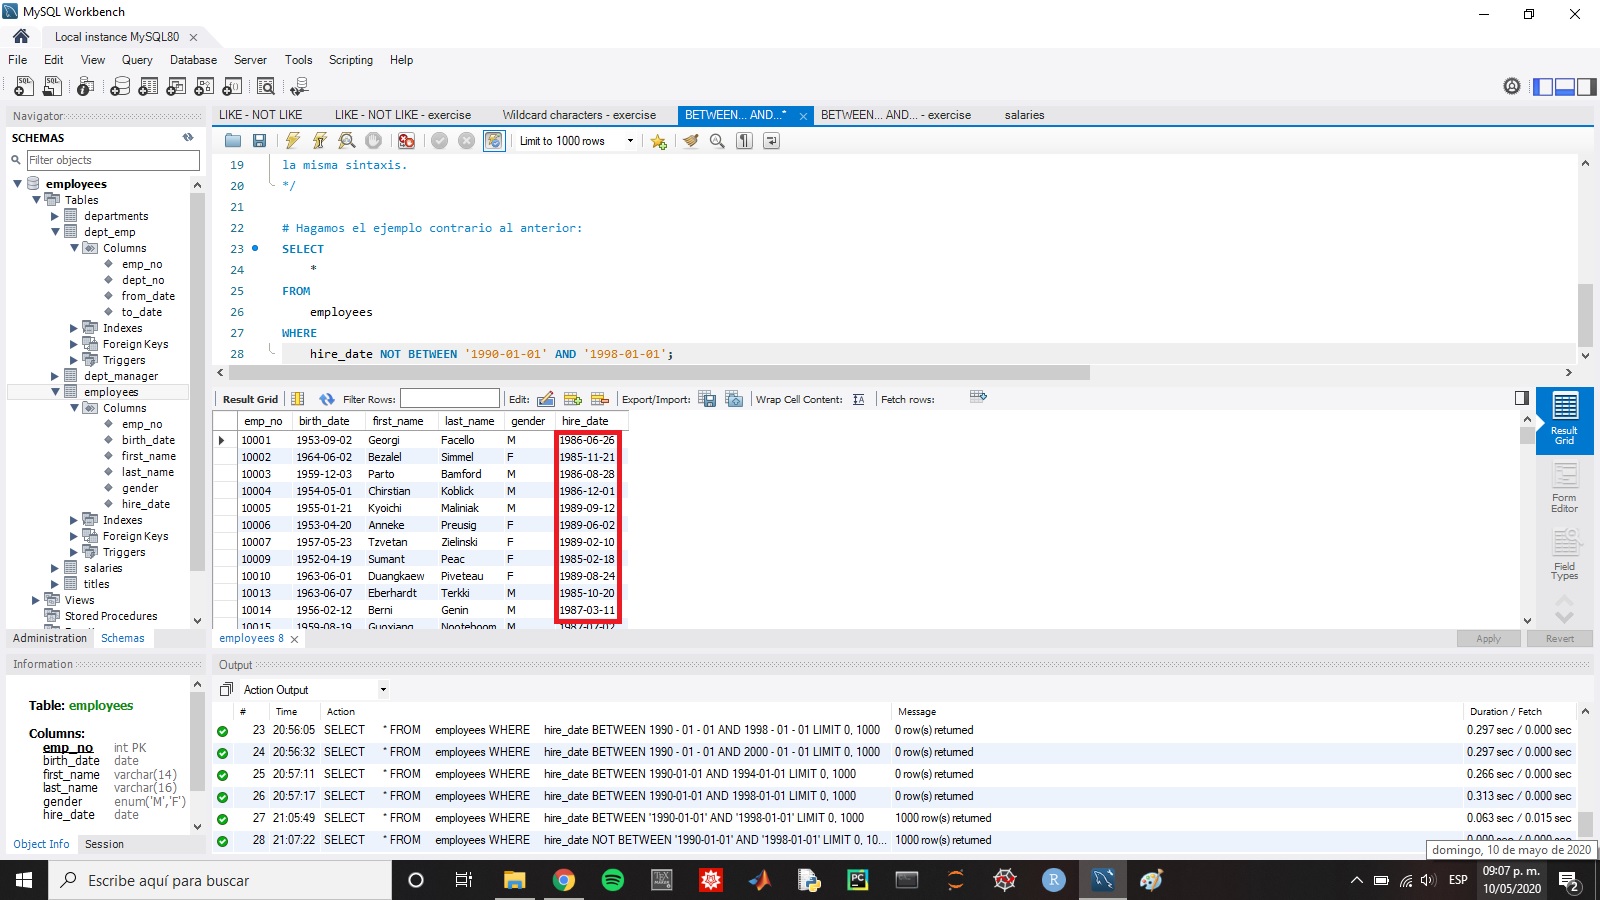 MySQL Workbench
Local instance MySQL80
File Edit View Query Database Server Tools Scripting Help
Navigator
SCHEMAS
Filter objects
employees
Tables
departments
dept_emp
Columns
emp_no
dept_no
from_date
to_date
Indexes
Foreign Keys
Triggers
dept_manager
employees
Columns
emp_no
birth_date
first_name
last_name
gender
hire_date
Indexes
Foreign Keys
Triggers
salaries
titles
Views
Stored Procedures
Administration Schemas
Information
Table: employees
Columns:
emp_no int PK
birth_date date
first_name varchar(14)
last_name varchar(16)
gender enum('M','F')
hire_date date
Object Info Session
LIKE - NOT LIKE LIKE - NOT LIKE - exercise Wildcard characters - exercise BETWEEN... AND...* BETWEEN... AND... - exercise salaries
Limit to 1000 rows
19 la misma sintaxis.
20 */
21
22 # Hagamos el ejemplo contrario al anterior:
23 SELECT
24 *
25 FROM
26 employees
27 WHERE
28 hire_date NOT BETWEEN '1990-01-01' AND '1998-01-01';
Result Grid Filter Rows: Edit: Export/Import: Wrap Cell Content: Fetch rows:
emp_no birth_date first_name last_name gender hire_date
10001 1953-09-02 Georgi Facello M 1986-06-26
10002 1964-06-02 Bezalel Simmel F 1985-11-21
10003 1959-12-03 Parto Bamford M 1986-08-28
10004 1954-05-01 Chirstian Koblick M 1986-12-01
10005 1955-01-21 Kyoichi Maliniak M 1989-09-12
10006 1953-04-20 Anneke Preusig F 1989-06-02
10007 1957-05-23 Tzvetan Zielinski F 1989-02-10
10009 1952-04-19 Sumant Peac F 1985-02-18
10010 1963-06-01 Duangkaew Piveteau F 1989-08-24
10013 1963-06-07 Eberhardt Terkki M 1985-10-20
10014 1956-02-12 Berni Genin M 1987-03-11
10015 1959-08-19 Guoxiang Nooteboom M 1987-07-02
Result Grid
Form Editor
Field Types
employees 8
Apply Revert
Output
Action Output
# Time Action Message Duration / Fetch
23 20:56:05 SELECT * FROM employees WHERE hire_date BETWEEN 1990 - 01 - 01 AND 1998 - 01 - 01 LIMIT 0, 1000 0 row(s) returned 0.297 sec / 0.000 sec
24 20:56:32 SELECT * FROM employees WHERE hire_date BETWEEN 1990 - 01 - 01 AND 2000 - 01 - 01 LIMIT 0, 1000 0 row(s) returned 0.297 sec / 0.000 sec
25 20:57:11 SELECT * FROM employees WHERE hire_date BETWEEN 1990-01-01 AND 1994-01-01 LIMIT 0, 1000 0 row(s) returned 0.266 sec / 0.000 sec
26 20:57:17 SELECT * FROM employees WHERE hire_date BETWEEN 1990-01-01 AND 1998-01-01 LIMIT 0, 1000 0 row(s) returned 0.313 sec / 0.000 sec
27 21:05:49 SELECT * FROM employees WHERE hire_date BETWEEN '1990-01-01' AND '1998-01-01' LIMIT 0, 1000 1000 row(s) returned 0.063 sec / 0.015 sec
28 21:07:22 SELECT * FROM employees WHERE hire_date NOT BETWEEN '1990-01-01' AND '1998-01-01' LIMIT 0, 10... 1000 row(s) returned
domingo, 10 de mayo de 2020
Escribe aquí para buscar
ESP
09:07 p. m.
10/05/2020
2